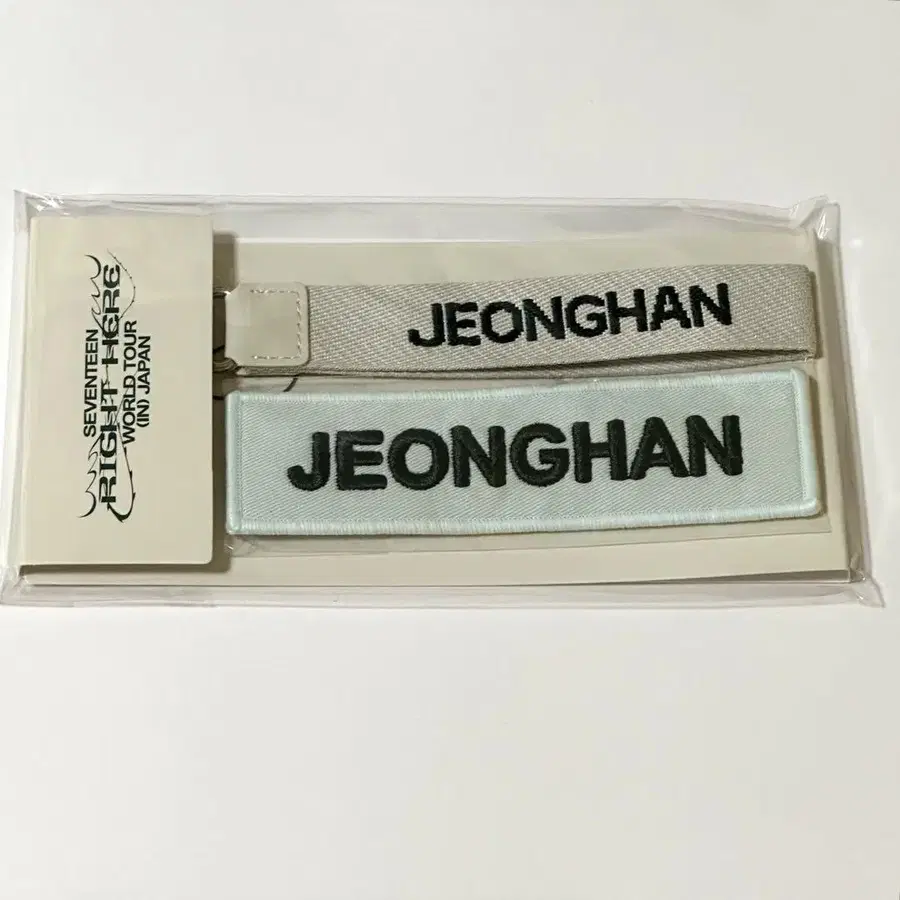 SEVENTEEN
RIGHT HERE
WORLD TOUR
(IN) JAPAN
JEONGHAN
JEONGHAN